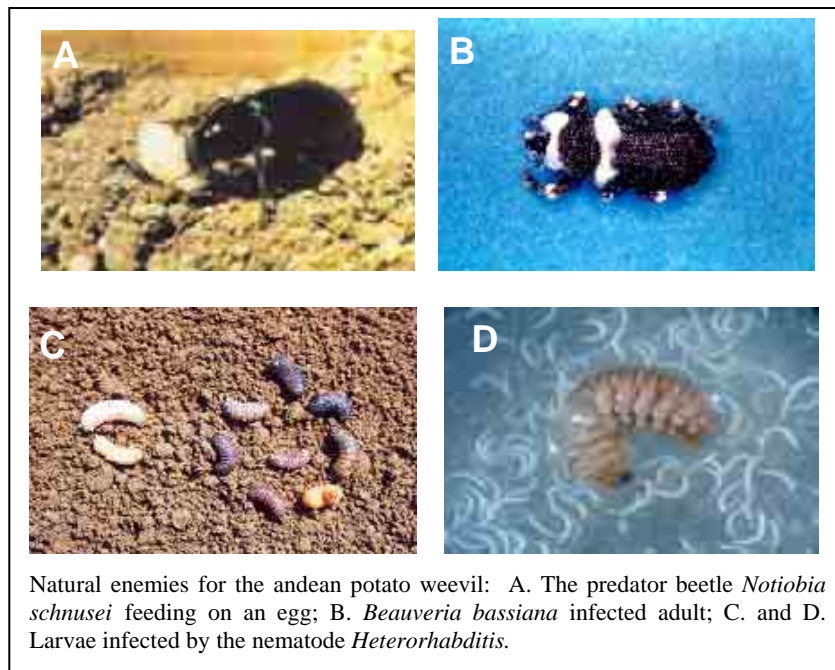 A
B
C
D
Natural enemies for the andean potato weevil: A. The predator beetle Notiobia
schnusei feeding on an egg; B. Beauveria bassiana infected adult; C. and D.
Larvae infected by the nematode Heterorhabditis.